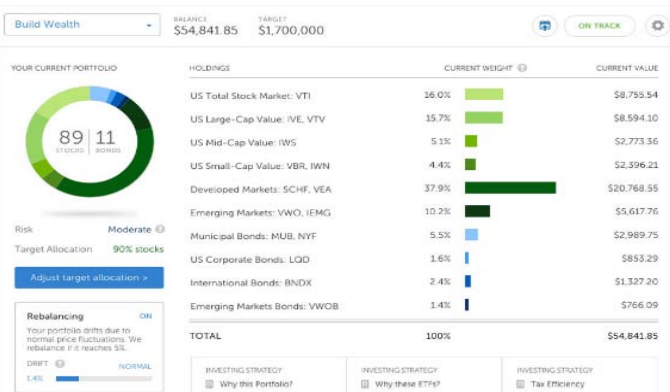 Build Wealth
BALANCE
$54,841.85
TARGET
$1,700,000
ON TRACK
YOUR CURRENT PORTFOLIO
89 STOCKS
11 BONDS
Risk Moderate
Target Allocation 90% stocks
Adjust target allocation >
Rebalancing ON
Your portfolio drifts due to
normal price fluctuations. We
rebalance if it reaches 5%.
DRIFT NORMAL
1.4%
HOLDINGS CURRENT WEIGHT CURRENT VALUE
US Total Stock Market: VTI 16.0% $8,755.54
US Large-Cap Value: IVE, VTV 15.7% $8,594.10
US Mid-Cap Value: IWS 5.1% $2,773.36
US Small-Cap Value: VBR, IWN 4.4% $2,396.21
Developed Markets: SCHF, VEA 37.9% $20,768.55
Emerging Markets: VWO, IEMG 10.2% $5,617.76
Municipal Bonds: MUB, NYF 5.5% $2,989.75
US Corporate Bonds: LQD 1.6% $853.29
International Bonds: BNDX 2.4% $1,327.20
Emerging Markets Bonds: VWOB 1.4% $766.09
TOTAL 100% $54,841.85
INVESTING STRATEGY
Why this Portfolio?
INVESTING STRATEGY
Why these ETFs?
INVESTING STRATEGY
Tax Efficiency